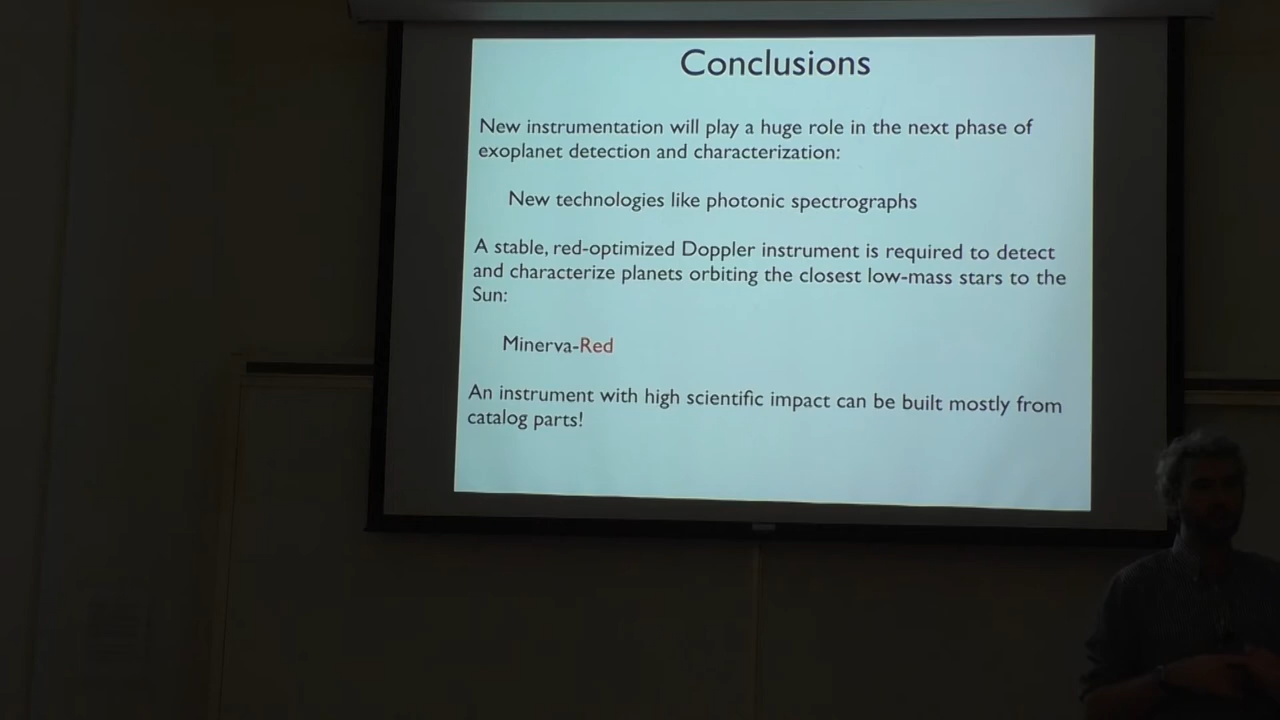 Conclusions
New instrumentation will play a huge role in the next phase of
exoplanet detection and characterization:
New technologies like photonic spectrographs
A stable, red-optimized Doppler instrument is required to detect
and characterize planets orbiting the closest low-mass stars to the
Sun:
Minerva-Red
An instrument with high scientific impact can be built mostly from
catalog parts!